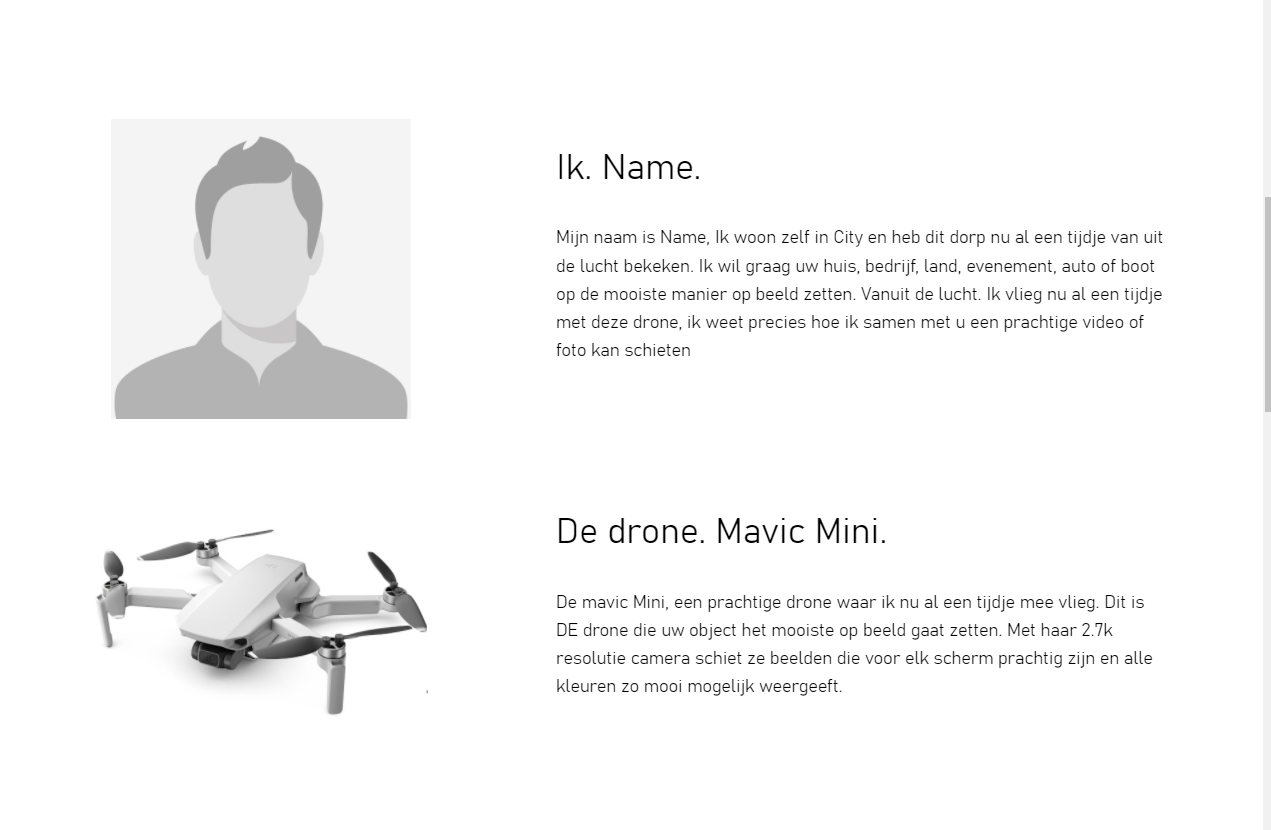 Ik. Name.
Mijn naam is Name, Ik woon zelf in City en heb dit dorp nu al een tijdje van uit
de lucht bekeken. Ik wil graag uw huis, bedrijf, land, evenement, auto of boot
op de mooiste manier op beeld zetten. Vanuit de lucht. Ik vlieg nu al een tijdje
met deze drone, ik weet precies hoe ik samen met u een prachtige video of
foto kan schieten
De drone. Mavic Mini.
De mavic Mini, een prachtige drone waar ik nu al een tijdje mee vlieg. Dit is
DE drone die uw object het mooiste op beeld gaat zetten. Met haar 2.7k
resolutie camera schiet ze beelden die voor elk scherm prachtig zijn en alle
kleuren zo mooi mogelijk weergeeft.